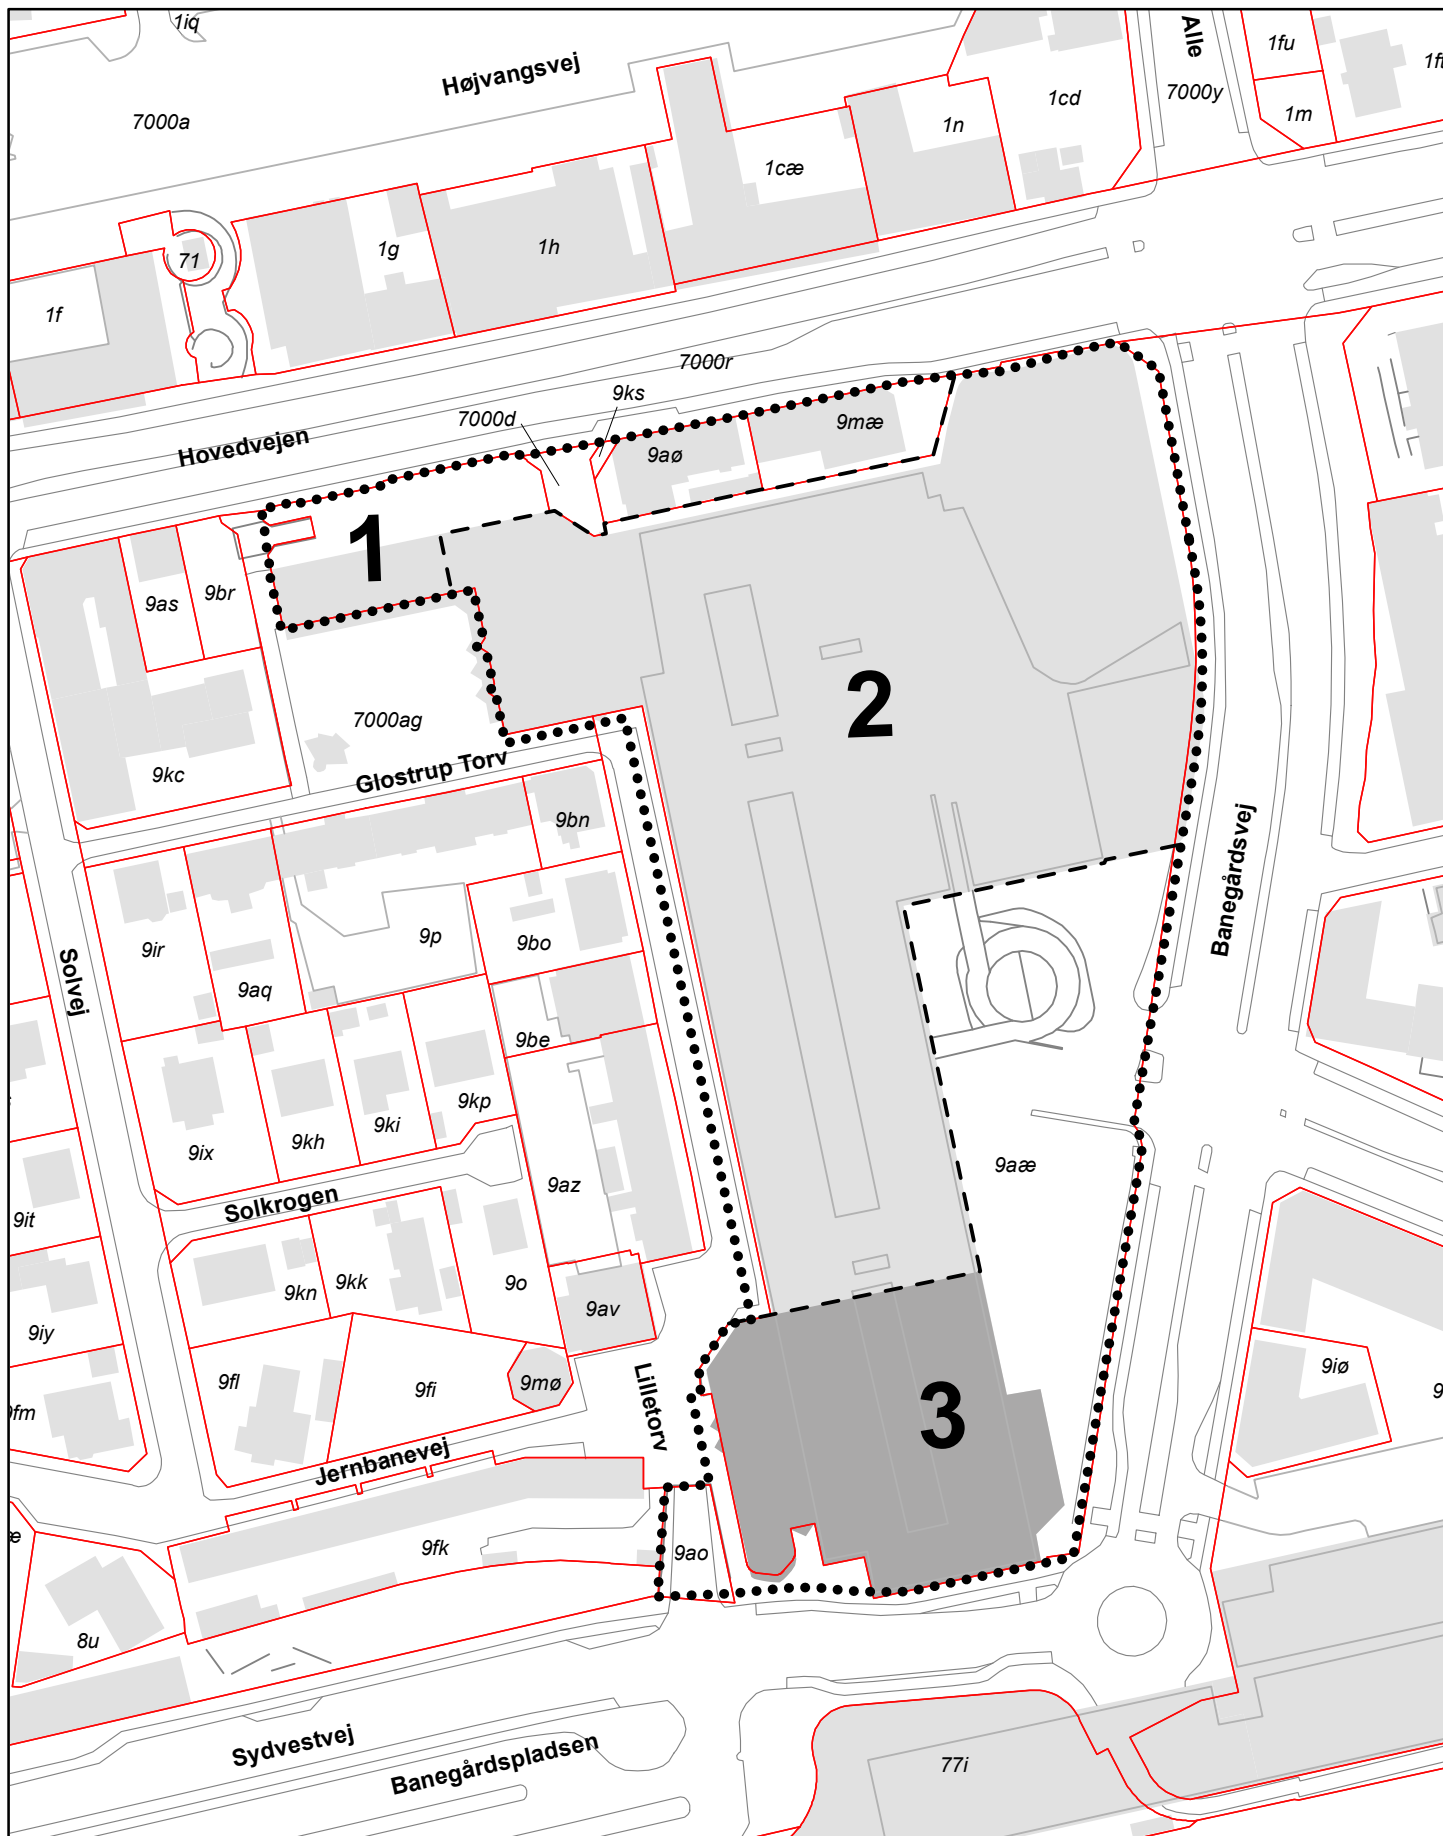 1iq
Højvangsvej
Alle
1fu
7000a
7000y
1cd
1n
1m
1cæ
1g
1h
71
1f
7000r
9ks
7000d
9mæ
Hovedvejen
9aø
1
9as
9br
2
7000ag
9kc
Glostrup Torv
9bn
Banegårdsvej
9ir
9p
9bo
Solvej
9aq
9be
9kp
9ki
9kh
9ix
9aæ
9az
Solkrogen
9it
9kn
9kk
9o
9av
9iy
9fl
9fi
9mø
9iø
Lilletorv
9fm
3
Jernbanevej
9fk
9ao
8u
Sydvestvej
Banegårdspladsen
77i